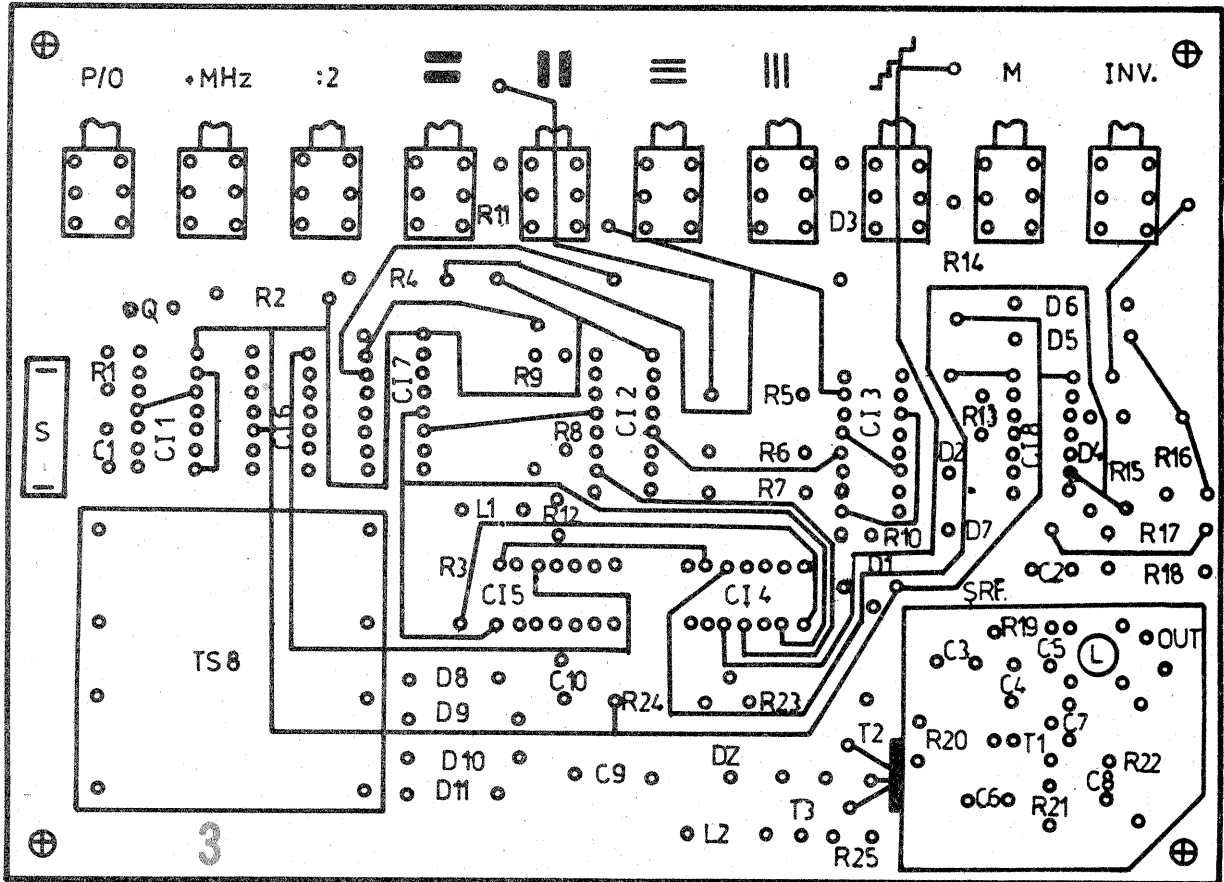 P/O +MHz :2 M INV.
R11 D3
R14
R4
Q R2 D6
D5
R1 R9 R5
CI7 CI2 CI3 R13
S C1 CI1 CI6 R8 R6 D2 CI8 D4 R15 R16
R7
L1 R12 R10 D7 R17
R3 D1 C2 R18
CI5 CI4 SRF.
R19 OUT
TS8 C3 C5 L
D8 C10 C4
D9 R24 R23
T2 R20 T1 C7
D10 C9 DZ R22
D11 C6 C8
R21
T3
L2 R25
3